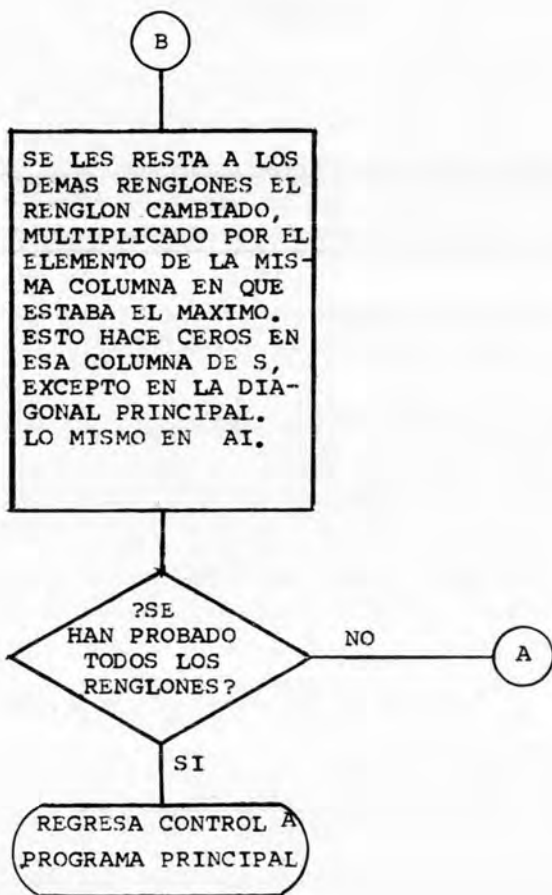 B
SE LES RESTA A LOS
DEMAS RENGLONES EL
RENGLON CAMBIADO,
MULTIPLICADO POR EL
ELEMENTO DE LA MIS-
MA COLUMNA EN QUE
ESTABA EL MAXIMO.
ESTO HACE CEROS EN
ESA COLUMNA DE S,
EXCEPTO EN LA DIA-
GONAL PRINCIPAL.
LO MISMO EN AI.
?SE
HAN PROBADO
TODOS LOS
RENGLONES?
NO
A
SI
REGRESA CONTROL A
PROGRAMA PRINCIPAL